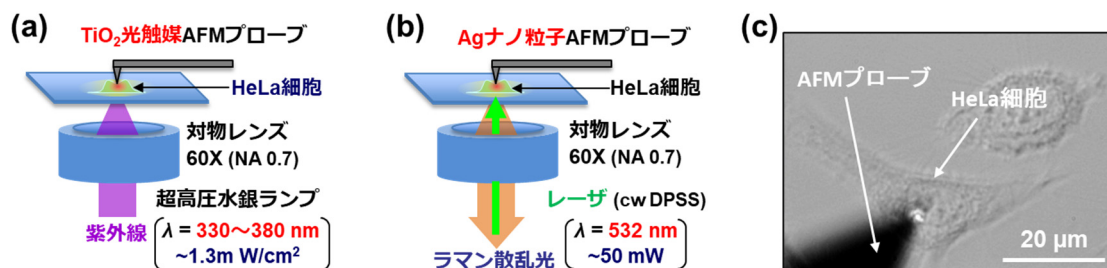 (a)
TiO₂光触媒AFMプローブ
HeLa細胞
対物レンズ
60X (NA 0.7)
超高圧水銀ランプ
紫外線
λ = 330～380 nm
~1.3m W/cm²
(b)
Agナノ粒子AFMプローブ
HeLa細胞
対物レンズ
60X (NA 0.7)
レーザ (cw DPSS)
λ = 532 nm
~50 mW
ラマン散乱光
(c)
AFMプローブ
HeLa細胞
20 μm